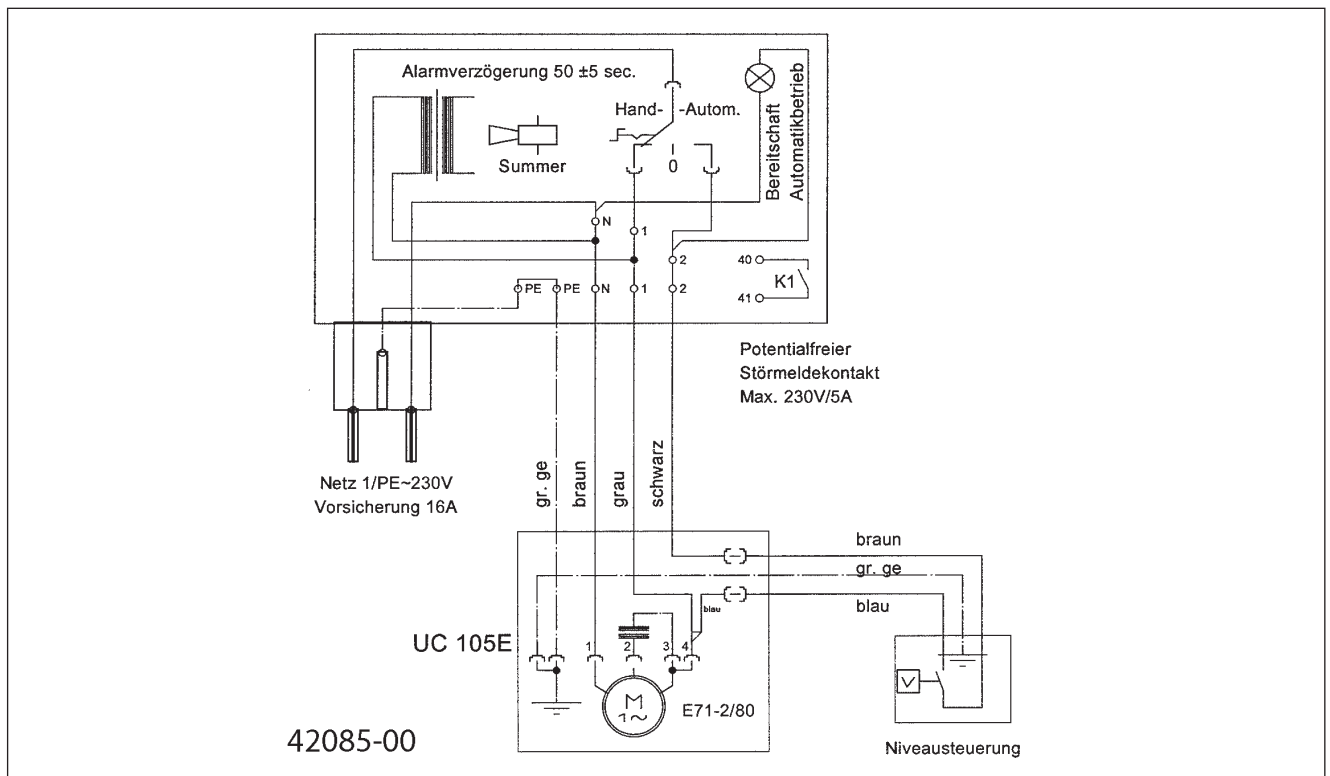 Alarmverzögerung 50 ±5 sec.
Hand- -Autom.
Summer
0
Bereitschaft
Automatikbetrieb
N
1
2
40
K1
41
PE PE N 1 2
Potentialfreier
Störmeldekontakt
Max. 230V/5A
Netz 1/PE~230V
Vorsicherung 16A
gr. ge
braun
grau
schwarz
braun
gr. ge
blau
blau
UC 105E
1 2 3 4
M
1~
E71-2/80
42085-00
Niveausteuerung